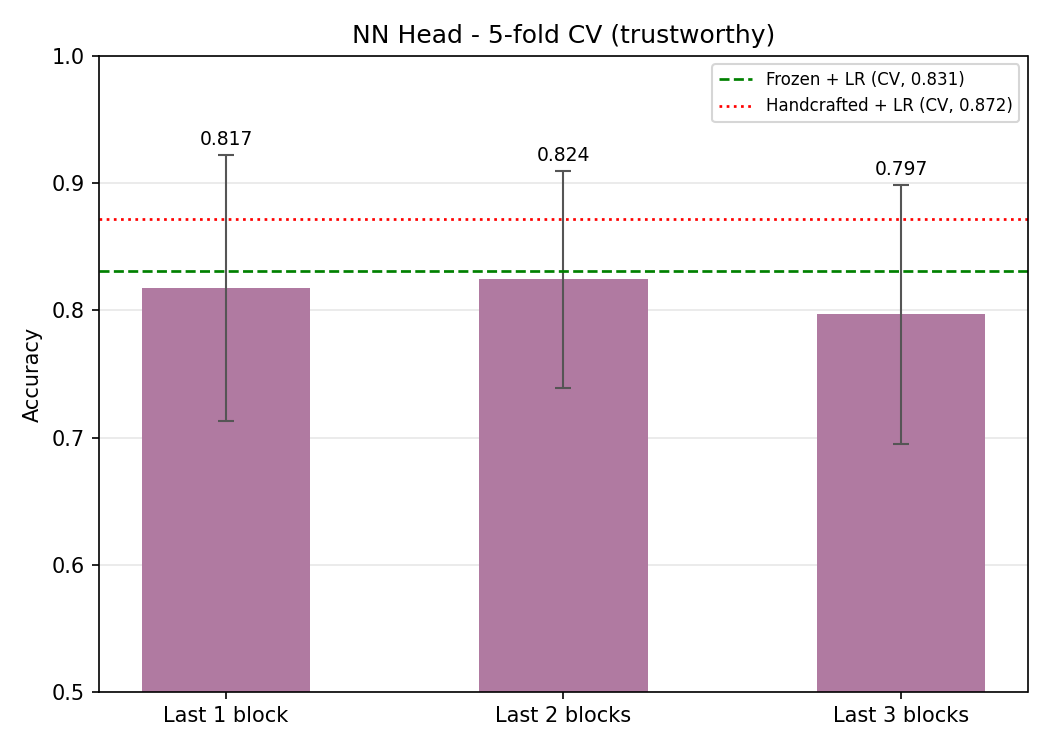 NN Head - 5-fold CV (trustworthy)
Frozen + LR (CV, 0.831)
Handcrafted + LR (CV, 0.872)
Accuracy
1.0
0.9
0.8
0.7
0.6
0.5
0.817
0.824
0.797
Last 1 block
Last 2 blocks
Last 3 blocks